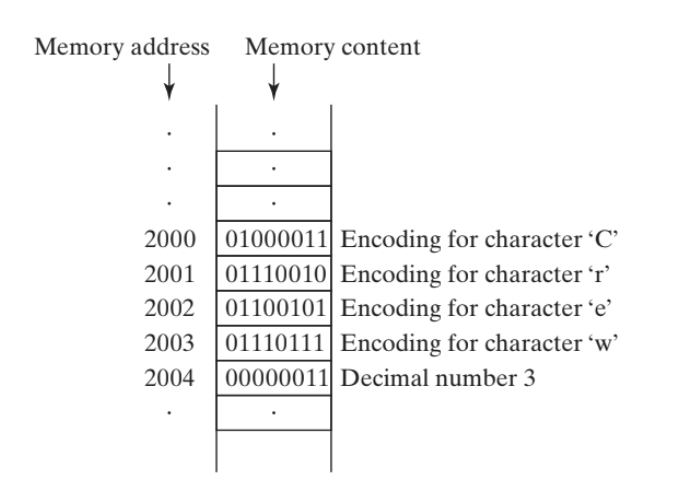 Memory address Memory content
. .
. .
. .
2000 01000011 Encoding for character ‘C’
2001 01110010 Encoding for character ‘r’
2002 01100101 Encoding for character ‘e’
2003 01110111 Encoding for character ‘w’
2004 00000011 Decimal number 3
. .